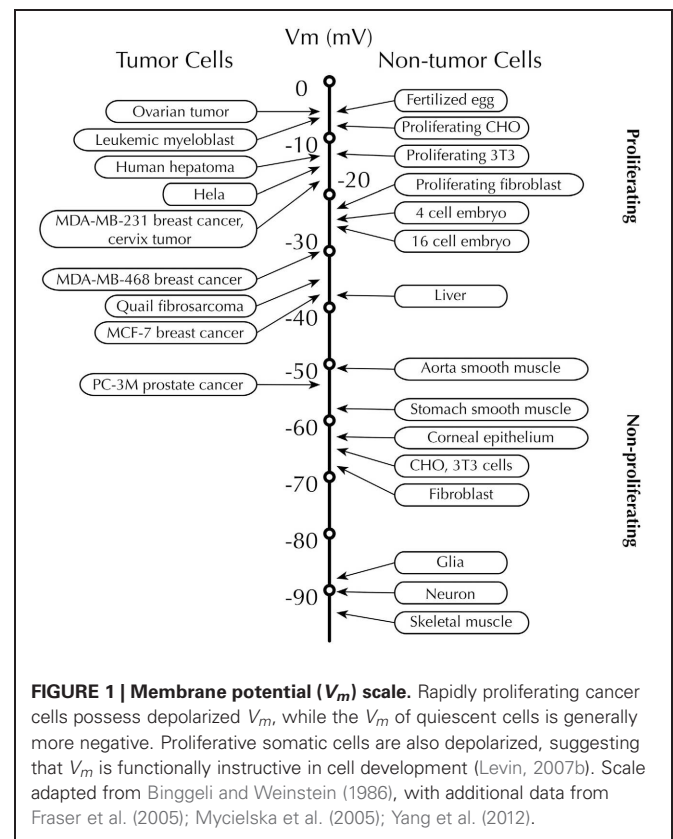 Vm (mV)
Tumor Cells
Non-tumor Cells
0
-10
-20
-30
-40
-50
-60
-70
-80
-90
Ovarian tumor
Leukemic myeloblast
Human hepatoma
Hela
MDA-MB-231 breast cancer,
cervix tumor
MDA-MB-468 breast cancer
Quail fibrosarcoma
MCF-7 breast cancer
PC-3M prostate cancer
Fertilized egg
Proliferating CHO
Proliferating 3T3
Proliferating fibroblast
4 cell embryo
16 cell embryo
Liver
Aorta smooth muscle
Stomach smooth muscle
Corneal epithelium
CHO, 3T3 cells
Fibroblast
Glia
Neuron
Skeletal muscle
Proliferating
Non-proliferating
FIGURE 1 | Membrane potential (Vm) scale. Rapidly proliferating cancer
cells possess depolarized Vm, while the Vm of quiescent cells is generally
more negative. Proliferative somatic cells are also depolarized, suggesting
that Vm is functionally instructive in cell development (Levin, 2007b). Scale
adapted from Binggeli and Weinstein (1986), with additional data from
Fraser et al. (2005); Mycielska et al. (2005); Yang et al. (2012).